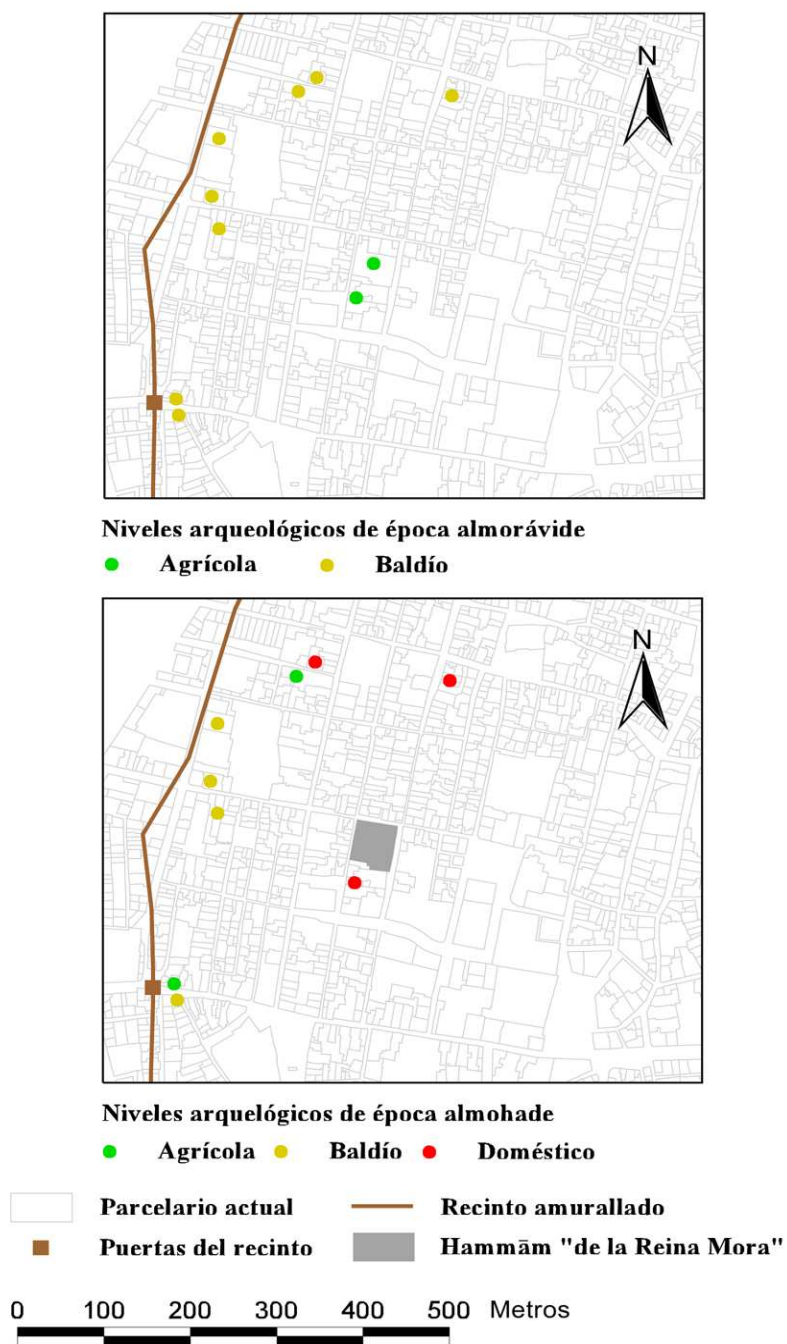 N
Niveles arqueológicos de época almorávide
Agrícola Baldío
N
Niveles arquelógicos de época almohade
Agrícola Baldío Doméstico
Parcelario actual Recinto amurallado
Puertas del recinto Hammām "de la Reina Mora"
0 100 200 300 400 500 Metros